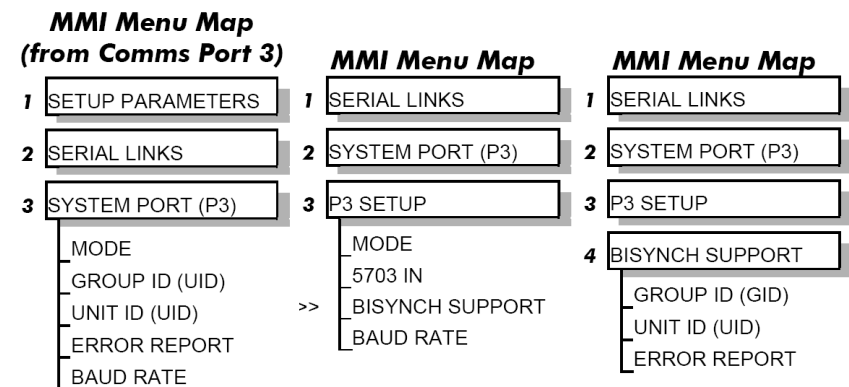 MMI Menu Map
(from Comms Port 3)
1 SETUP PARAMETERS
2 SERIAL LINKS
3 SYSTEM PORT (P3)
MODE
GROUP ID (UID)
UNIT ID (UID)
ERROR REPORT
BAUD RATE
MMI Menu Map
1 SERIAL LINKS
2 SYSTEM PORT (P3)
3 P3 SETUP
MODE
5703 IN
>> BISYNCH SUPPORT
BAUD RATE
MMI Menu Map
1 SERIAL LINKS
2 SYSTEM PORT (P3)
3 P3 SETUP
4 BISYNCH SUPPORT
GROUP ID (GID)
UNIT ID (UID)
ERROR REPORT